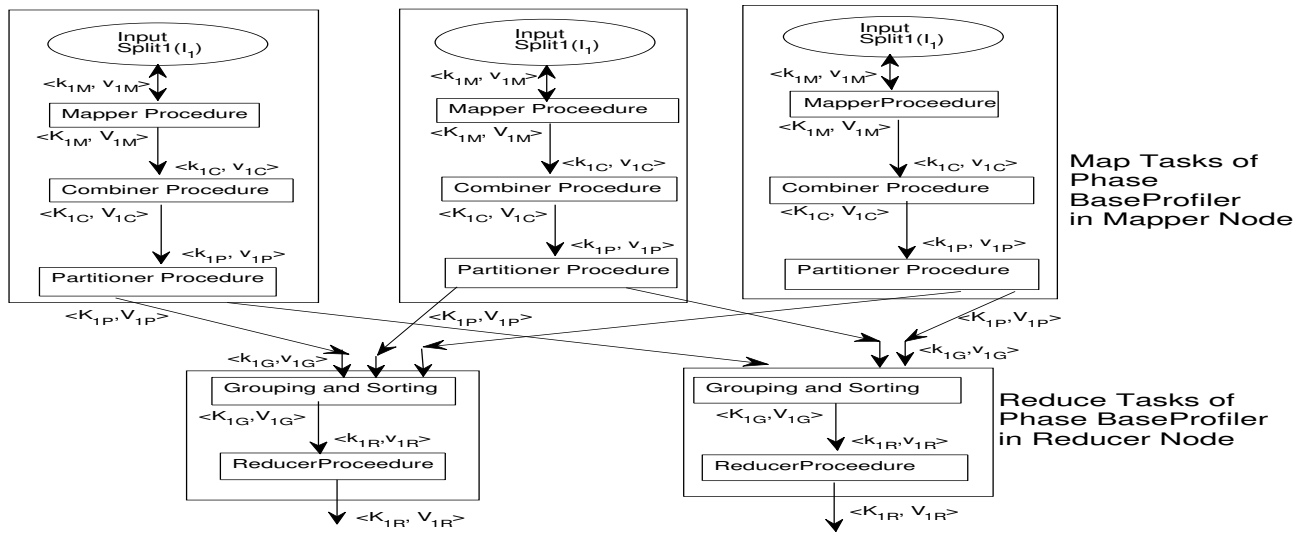 Input
Split1(I1)
<k1M, v1M>
Mapper Procedure
<K1M, V1M>
<k1C, v1C>
Combiner Procedure
<K1C, V1C>
<k1P, v1P>
Partitioner Procedure
Input
Split1(I1)
<k1M, v1M>
Mapper Proceedure
<K1M, V1M>
<k1C, v1C>
Combiner Procedure
<K1C, V1C>
<k1P, v1P>
Partitioner Procedure
Input
Split1(I1)
<k1M, v1M>
MapperProceedure
<K1M, V1M>
<k1C, v1C>
Combiner Procedure
<K1C, V1C>
<k1P, v1P>
Partitioner Procedure
Map Tasks of
Phase
BaseProfiler
in Mapper Node
<K1P,V1P>
<K1P,V1P>
<K1P,V1P>
<k1G,v1G>
Grouping and Sorting
<K1G,V1G>
<k1R,v1R>
ReducerProceedure
<K1R, V1R>
<k1G,v1G>
Grouping and Sorting
<K1G,V1G>
<k1R,v1R>
ReducerProceedure
<K1R, V1R>
Reduce Tasks of
Phase BaseProfiler
in Reducer Node